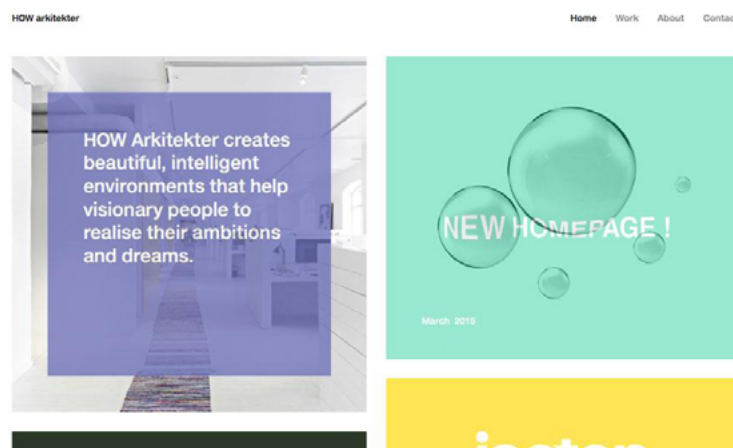 HOW arkitekter
Home Work About
HOW Arkitekter creates
beautiful, intelligent
environments that help
visionary people to
realise their ambitions
and dreams.
NEW HOMEPAGE !
March 2015